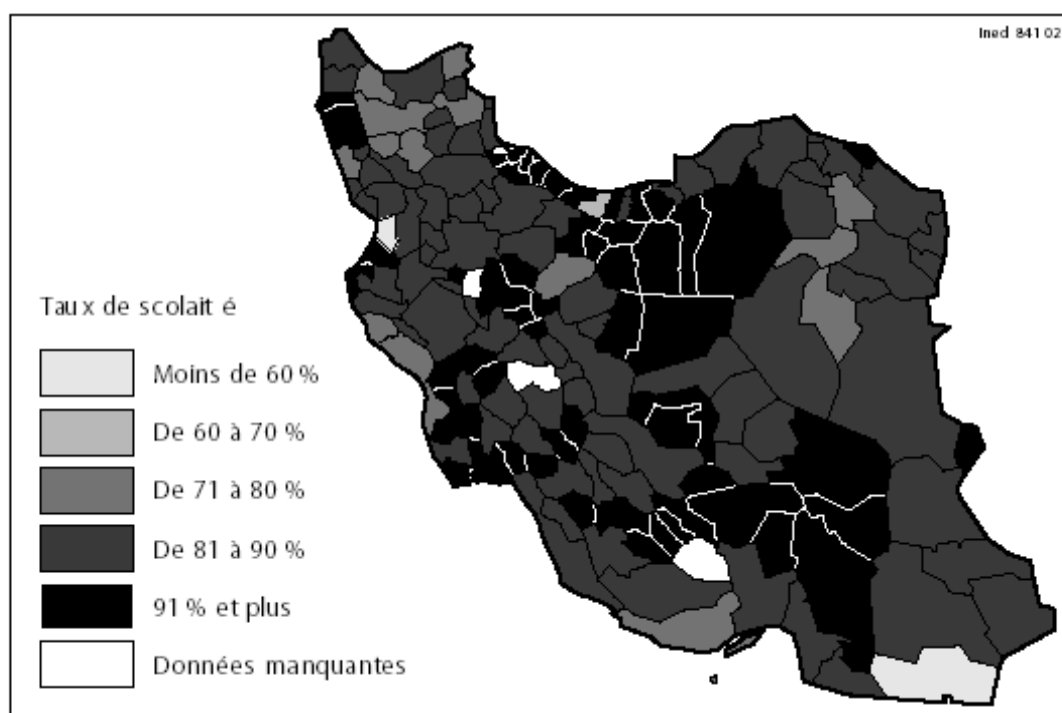 Ined 841 02
Taux de scolait é
Moins de 60 %
De 60 à 70 %
De 71 à 80 %
De 81 à 90 %
91 % et plus
Données manquantes